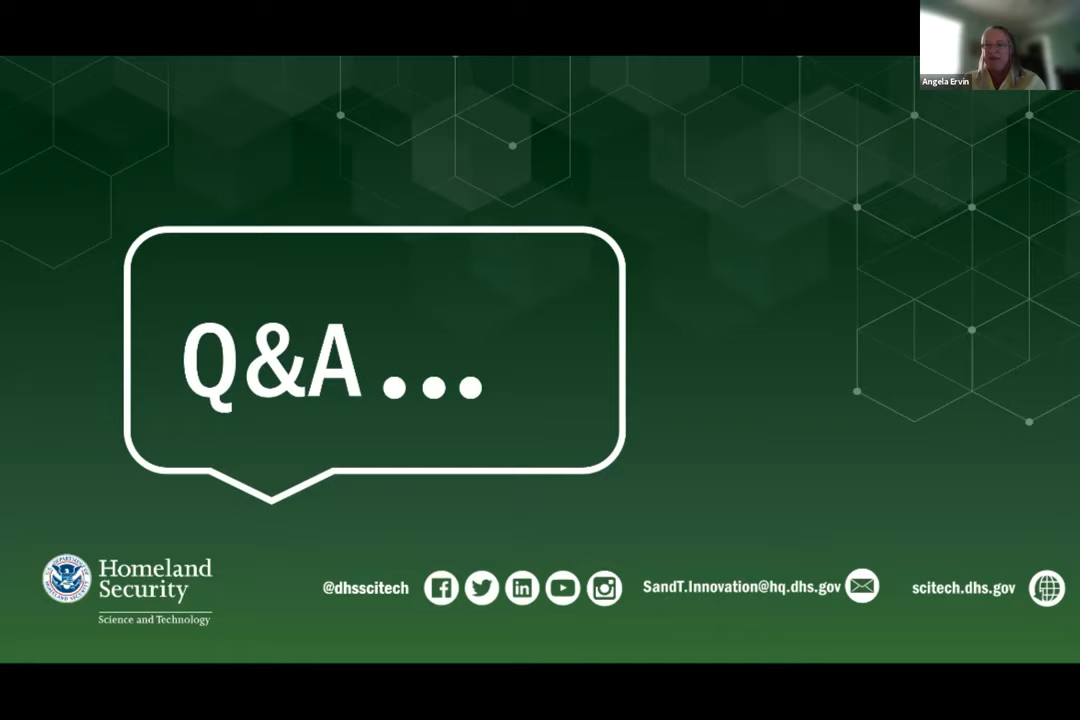 Angela Ervin
Q&A...
Homeland
Security
Science and Technology
@dhsscitech
SandT.Innovation@hq.dhs.gov
scitech.dhs.gov